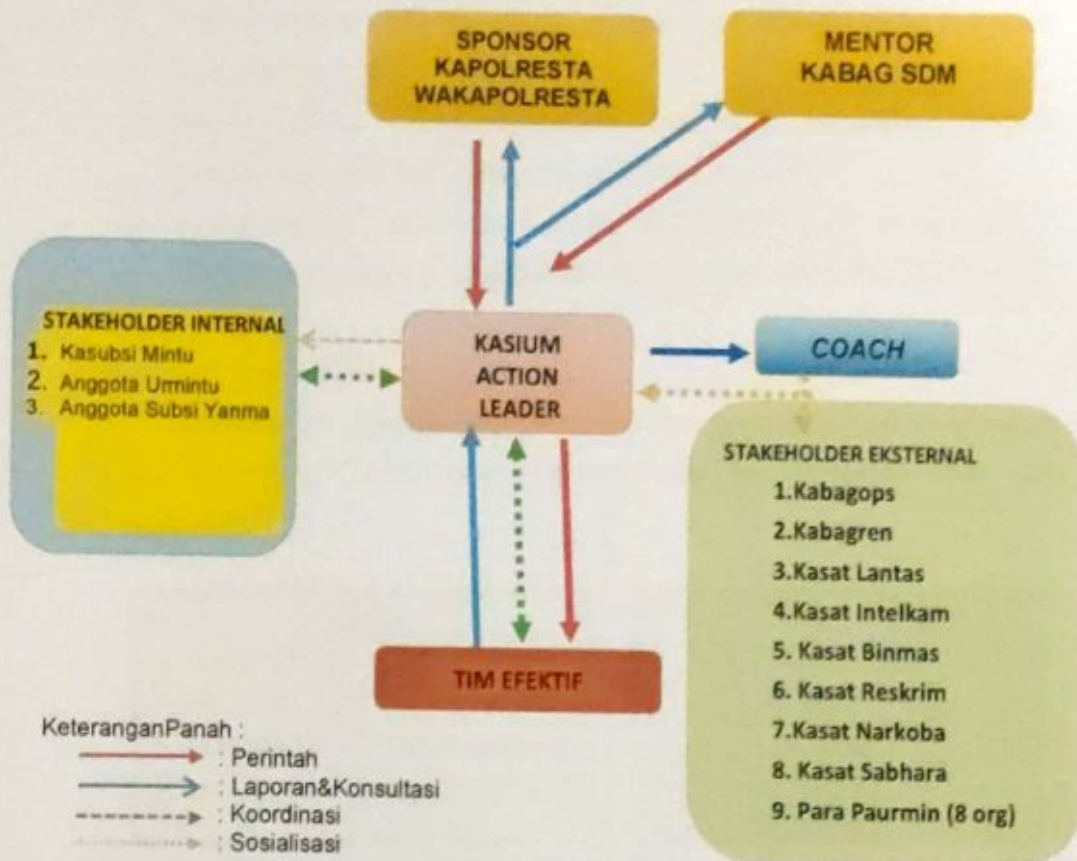 SPONSOR
KAPOLRESTA
WAKAPOLRESTA
MENTOR
KABAG SDM
STAKEHOLDER INTERNAL
1. Kasubsi Mintu
2. Anggota Urmintu
3. Anggota Subsi Yanma
KASIUM
ACTION
LEADER
COACH
STAKEHOLDER EKSTERNAL
1.Kabagops
2.Kabagren
3.Kasat Lantas
4.Kasat Intelkam
5. Kasat Binmas
6. Kasat Reskrim
7.Kasat Narkoba
8. Kasat Sabhara
9. Para Paurmin (8 org)
TIM EFEKTIF
KeteranganPanah :
: Perintah
: Laporan&Konsultasi
: Koordinasi
: Sosialisasi